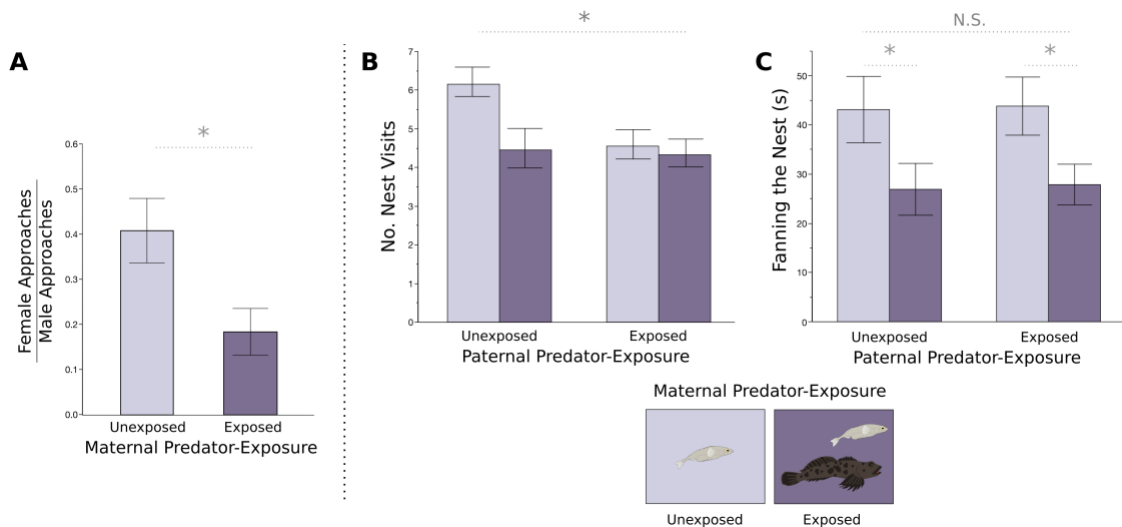 A
*
0.6
0.5
0.4
0.3
0.2
0.1
0.0
Female Approaches
Male Approaches
Unexposed
Exposed
Maternal Predator-Exposure
B
*
7
6
5
4
3
2
1
0
No. Nest Visits
Unexposed
Exposed
Paternal Predator-Exposure
C
N.S.
*
*
50
40
30
20
10
0
Fanning the Nest (s)
Unexposed
Exposed
Paternal Predator-Exposure
Maternal Predator-Exposure
Unexposed
Exposed